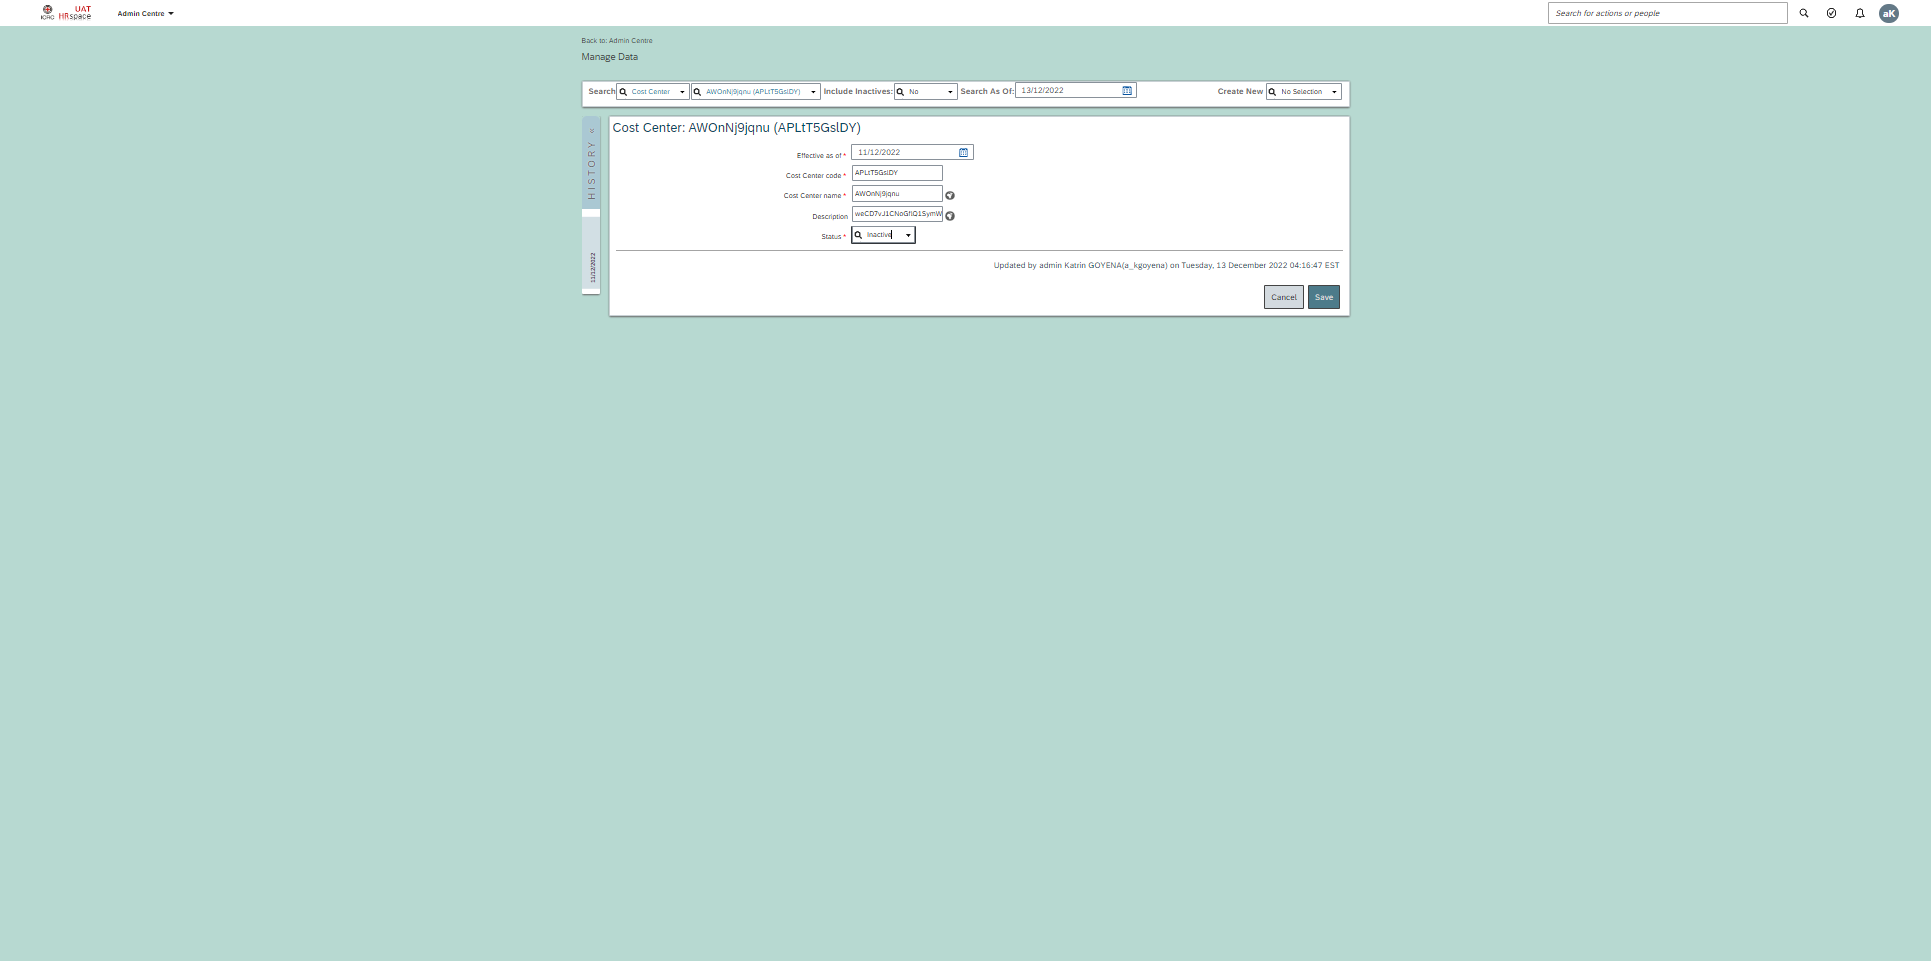 ICRC
UAT
HRspace
Admin Centre
Search for actions or people
aK
Back to: Admin Centre
Manage Data
Search Cost Center AWOnNj9jqnu (APLtT5GslDY) Include Inactives: No Search As Of: 13/12/2022 Create New No Selection
HISTORY
11/12/2022
Cost Center: AWOnNj9jqnu (APLtT5GslDY)
Effective as of * 11/12/2022
Cost Center code * APLtT5GslDY
Cost Center name * AWOnNj9jqnu
Description
Status * Inactive
Updated by admin Katrin GOYENA(a_kgoyena) on Tuesday, 13 December 2022 04:16:47 EST
Cancel Save